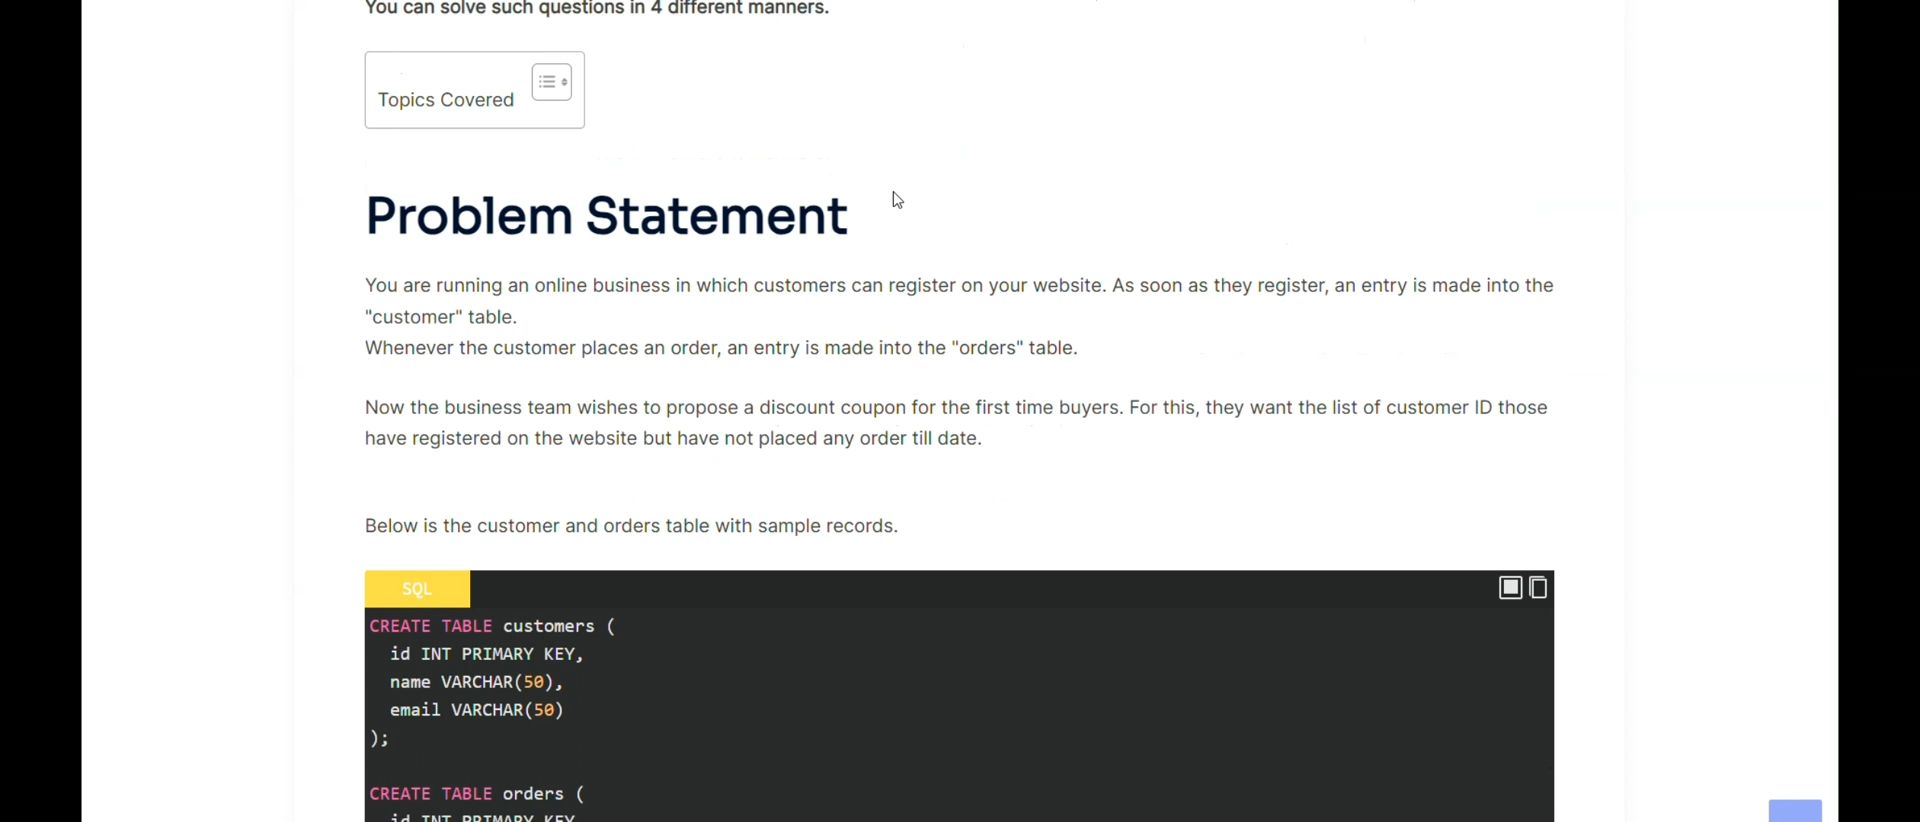 You can solve such questions in 4 different manners.
Topics Covered
Problem Statement
You are running an online business in which customers can register on your website. As soon as they register, an entry is made into the
"customer" table.
Whenever the customer places an order, an entry is made into the "orders" table.
Now the business team wishes to propose a discount coupon for the first time buyers. For this, they want the list of customer ID those
have registered on the website but have not placed any order till date.
Below is the customer and orders table with sample records.
SQL
CREATE TABLE customers (
id INT PRIMARY KEY,
name VARCHAR(50),
email VARCHAR(50)
);
CREATE TABLE orders (
id INT PRIMARY KEY